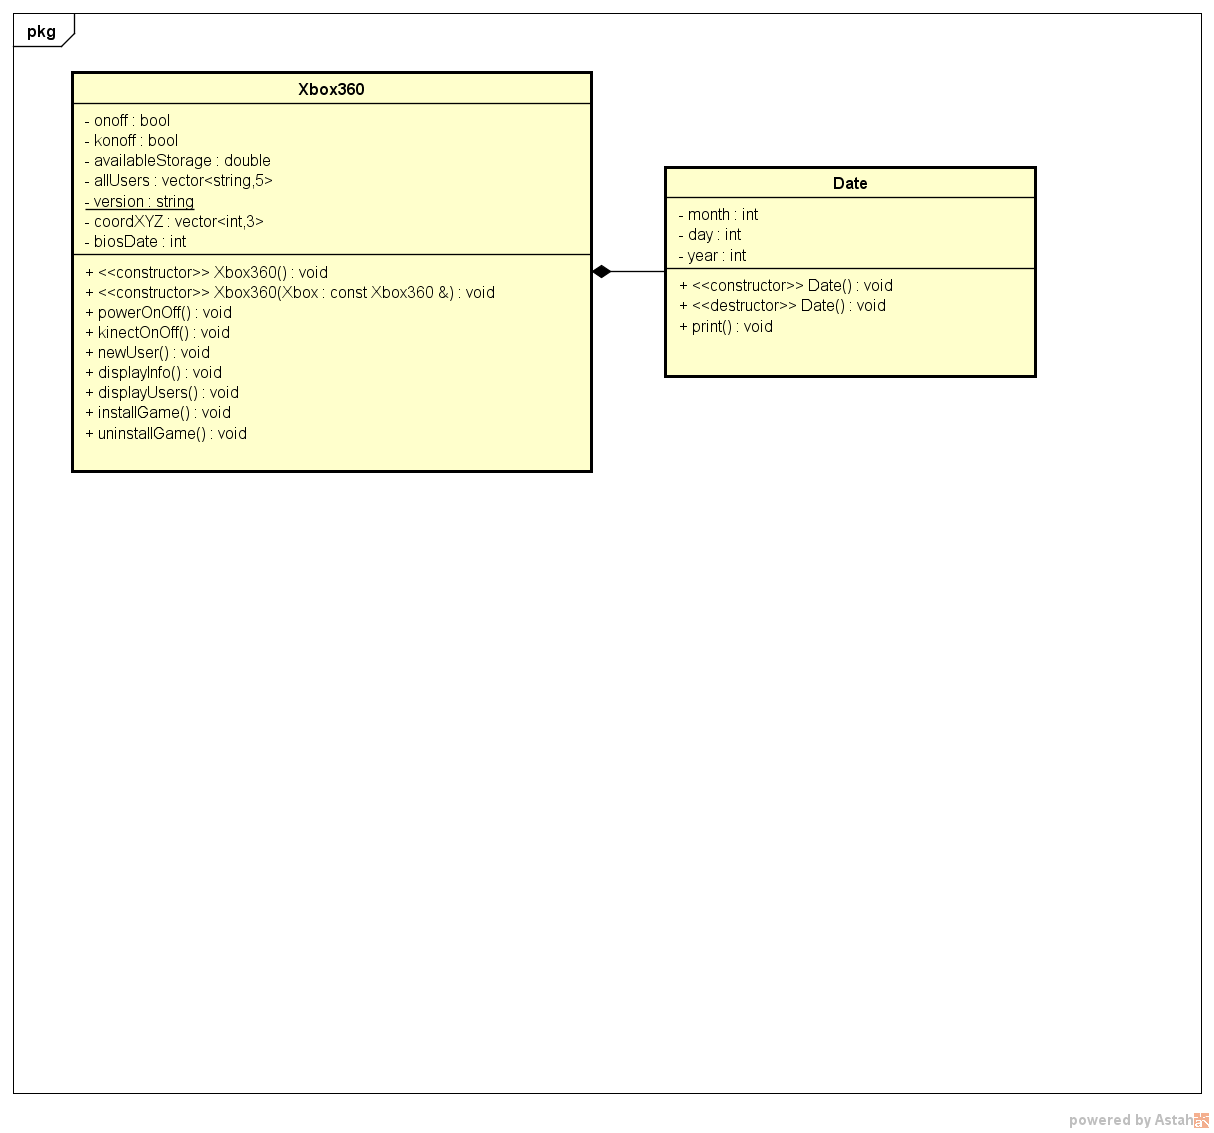 pkg
Xbox360
- onoff : bool
- konoff : bool
- availableStorage : double
- allUsers : vector<string,5>
- version : string
- coordXYZ : vector<int,3>
- biosDate : int
+ <<constructor>> Xbox360() : void
+ <<constructor>> Xbox360(Xbox : const Xbox360 &) : void
+ powerOnOff() : void
+ kinectOnOff() : void
+ newUser() : void
+ displayInfo() : void
+ displayUsers() : void
+ installGame() : void
+ uninstallGame() : void
Date
- month : int
- day : int
- year : int
+ <<constructor>> Date() : void
+ <<destructor>> Date() : void
+ print() : void
powered by Astah